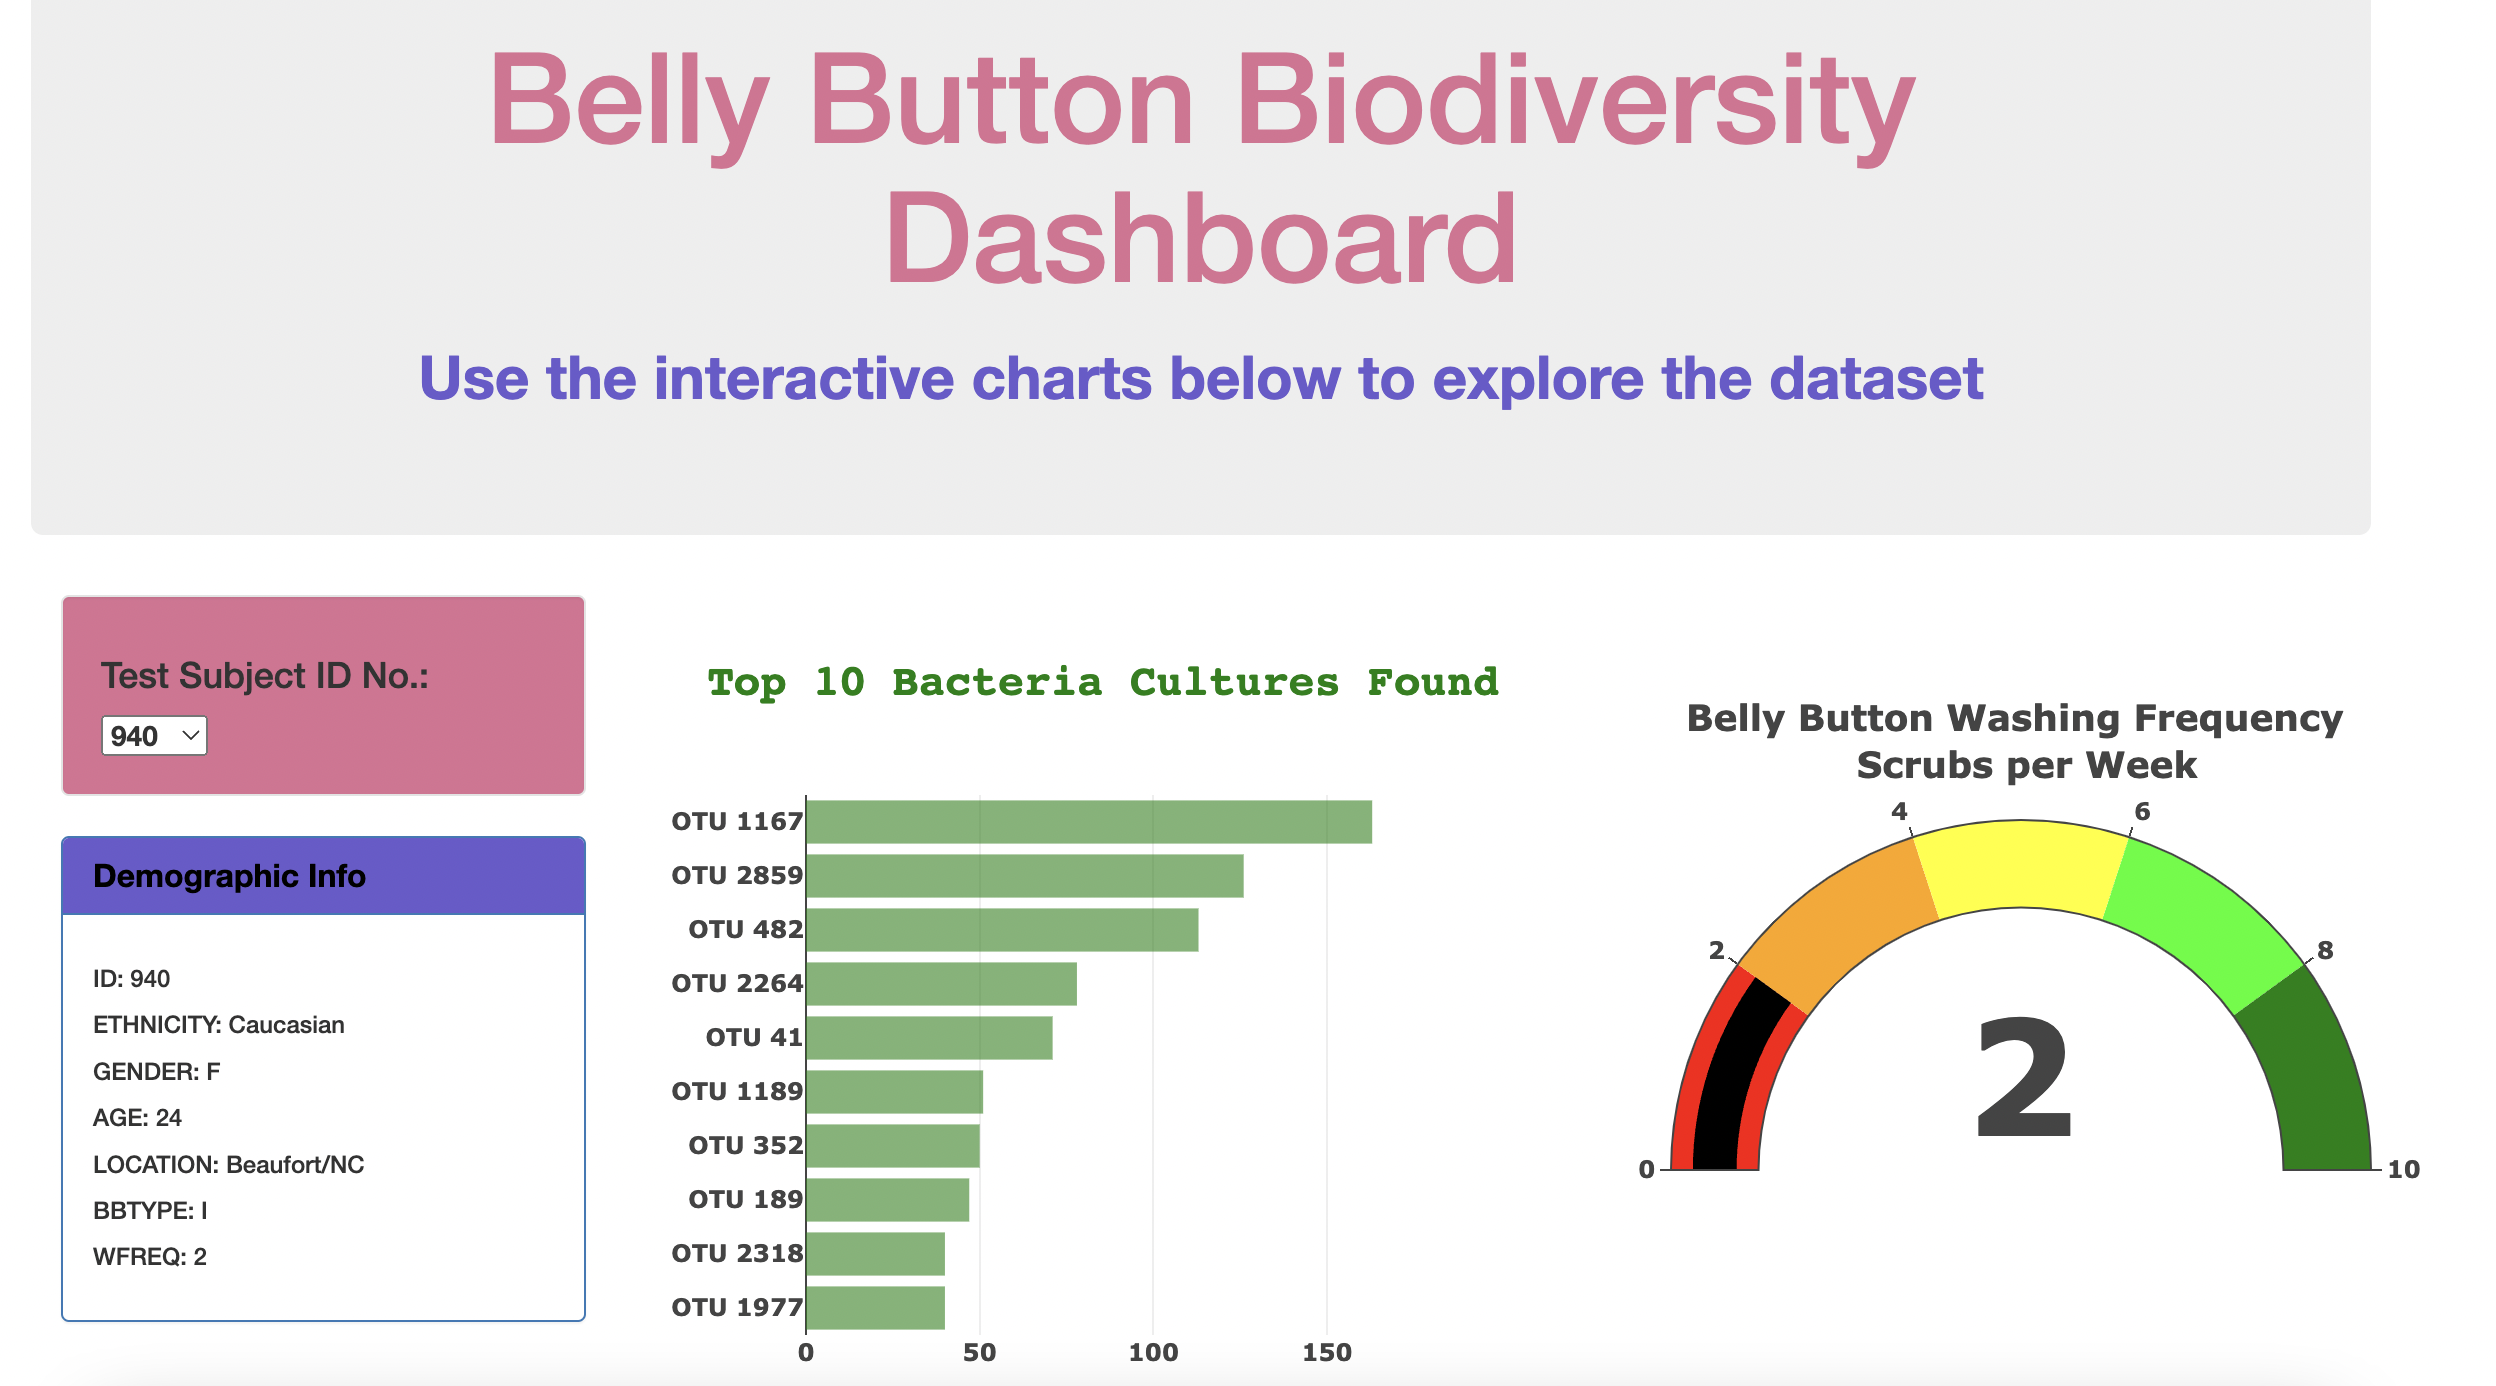 Belly Button Biodiversity
Dashboard
Use the interactive charts below to explore the dataset
Test Subject ID No.:
940
Demographic Info
ID: 940
ETHNICITY: Caucasian
GENDER: F
AGE: 24
LOCATION: Beaufort/NC
BBTYPE: I
WFREQ: 2
Top 10 Bacteria Cultures Found
OTU 1167
OTU 2859
OTU 482
OTU 2264
OTU 41
OTU 1189
OTU 352
OTU 189
OTU 2318
OTU 1977
0 50 100 150
Belly Button Washing Frequency
Scrubs per Week
4 6
2 8
2
0 10